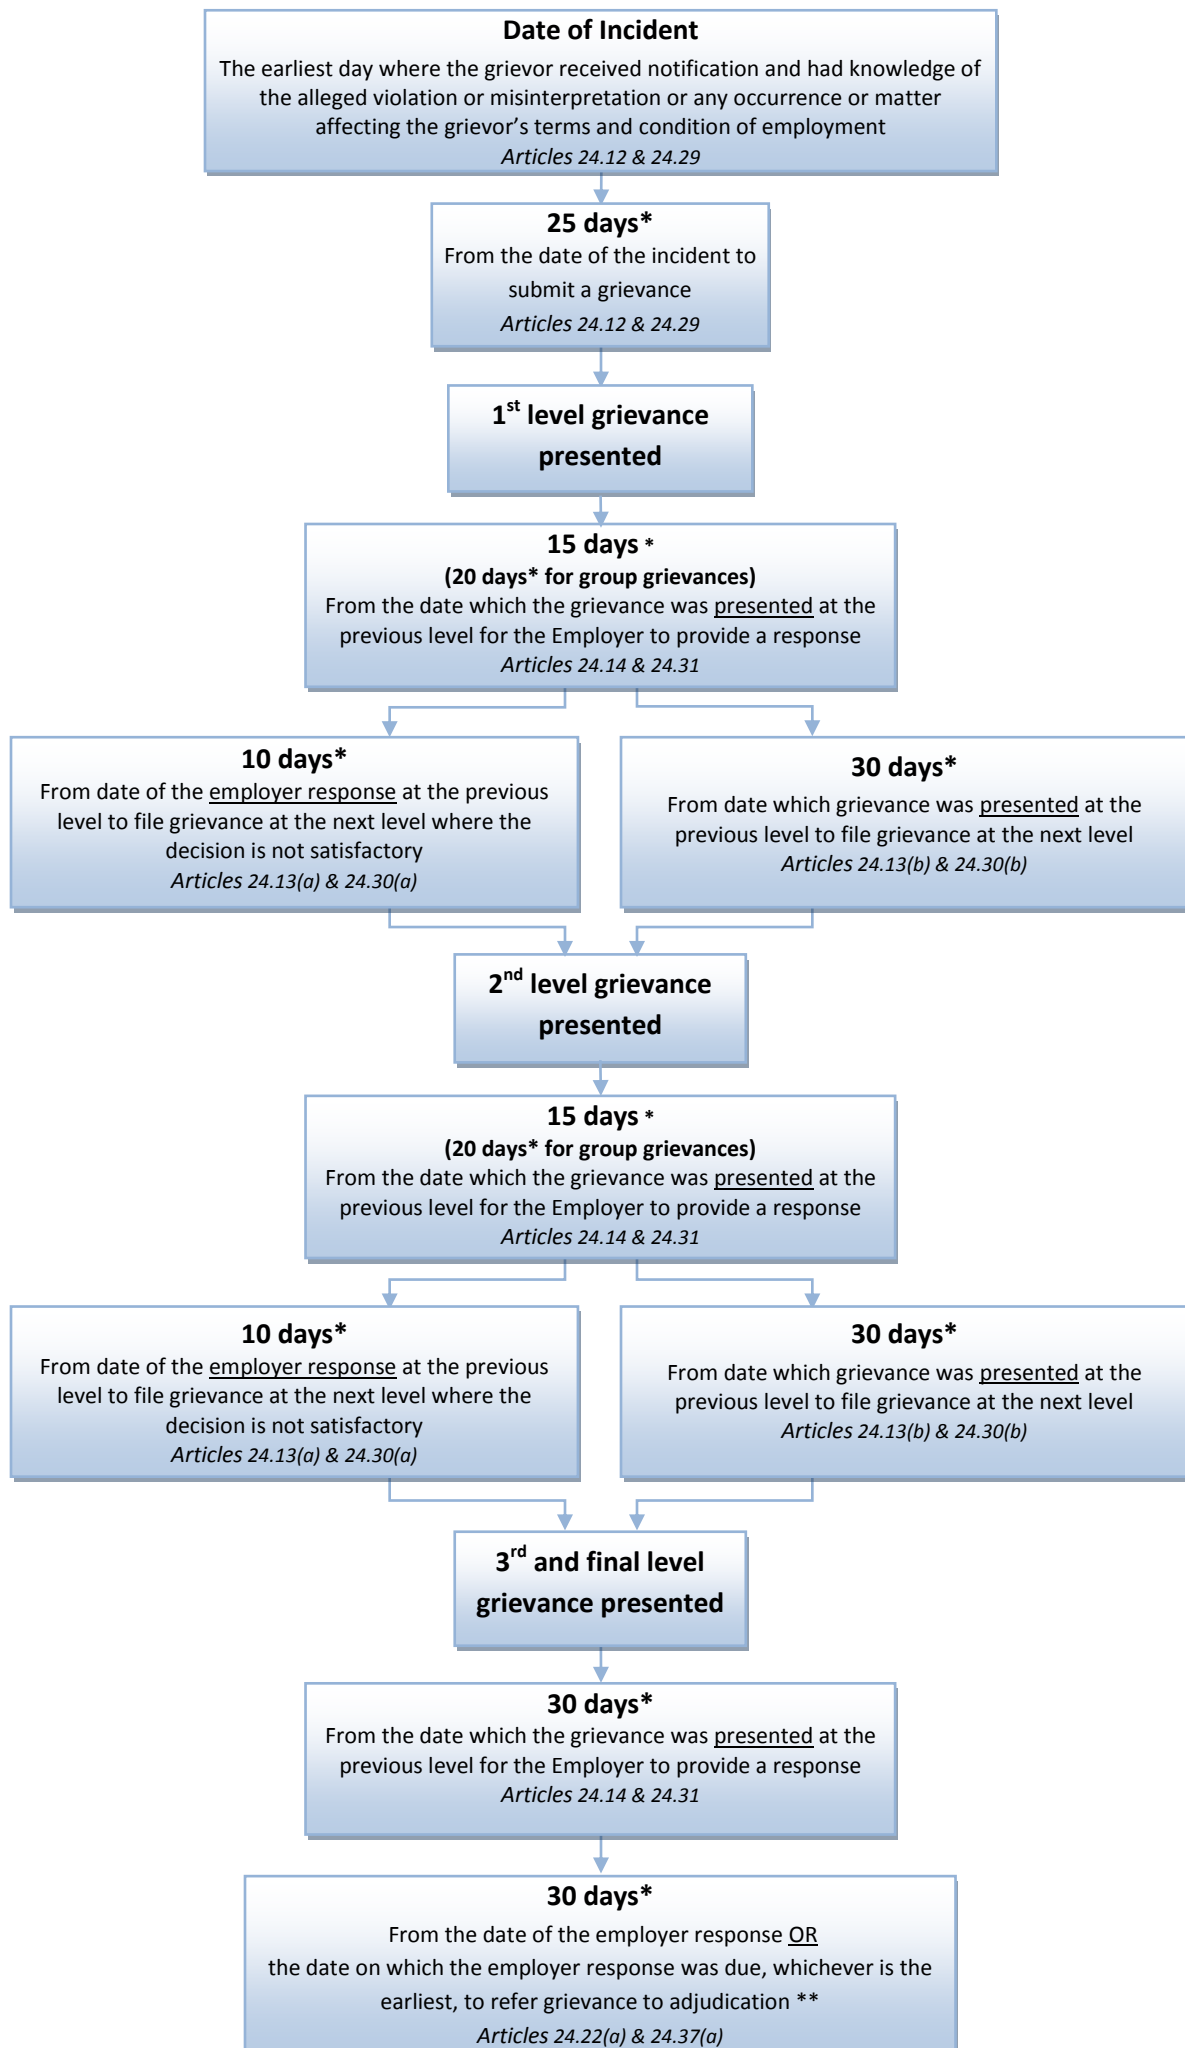 Date of Incident
The earliest day where the grievor received notification and had knowledge of
the alleged violation or misinterpretation or any occurrence or matter
affecting the grievor's terms and condition of employment
Articles 24.12 & 24.29
25 days*
From the date of the incident to
submit a grievance
Articles 24.12 & 24.29
1st level grievance
presented
15 days *
(20 days* for group grievances)
From the date which the grievance was presented at the
previous level for the Employer to provide a response
Articles 24.14 & 24.31
10 days*
From date of the employer response at the previous
level to file grievance at the next level where the
decision is not satisfactory
Articles 24.13(a) & 24.30(a)
30 days*
From date which grievance was presented at the
previous level to file grievance at the next level
Articles 24.13(b) & 24.30(b)
2nd level grievance
presented
15 days *
(20 days* for group grievances)
From the date which the grievance was presented at the
previous level for the Employer to provide a response
Articles 24.14 & 24.31
10 days*
From date of the employer response at the previous
level to file grievance at the next level where the
decision is not satisfactory
Articles 24.13(a) & 24.30(a)
30 days*
From date which grievance was presented at the
previous level to file grievance at the next level
Articles 24.13(b) & 24.30(b)
3rd and final level
grievance presented
30 days*
From the date which the grievance was presented at the
previous level for the Employer to provide a response
Articles 24.14 & 24.31
30 days*
From the date of the employer response OR
the date on which the employer response was due, whichever is the
earliest, to refer grievance to adjudication **
Articles 24.22(a) & 24.37(a)